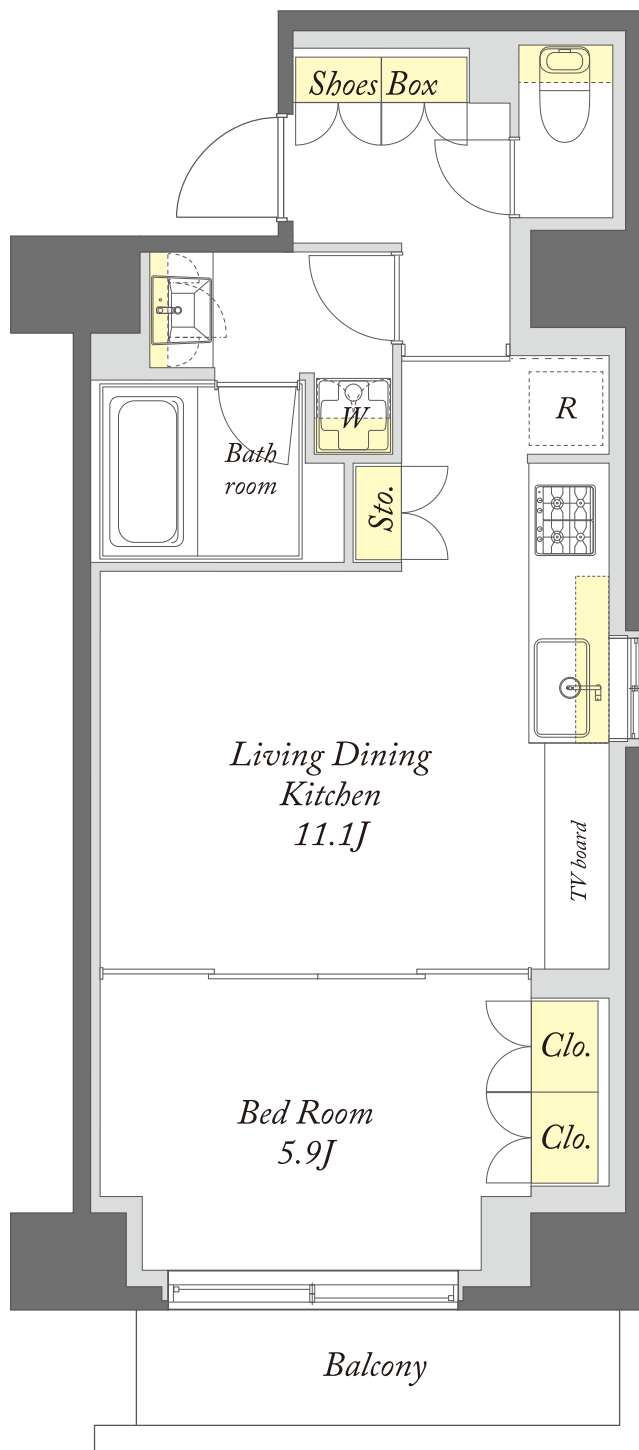 Shoes Box
R
W
Bath
room
Sto.
Living Dining
Kitchen
11.1J
TV board
Clo.
Bed Room
5.9J
Clo.
Balcony